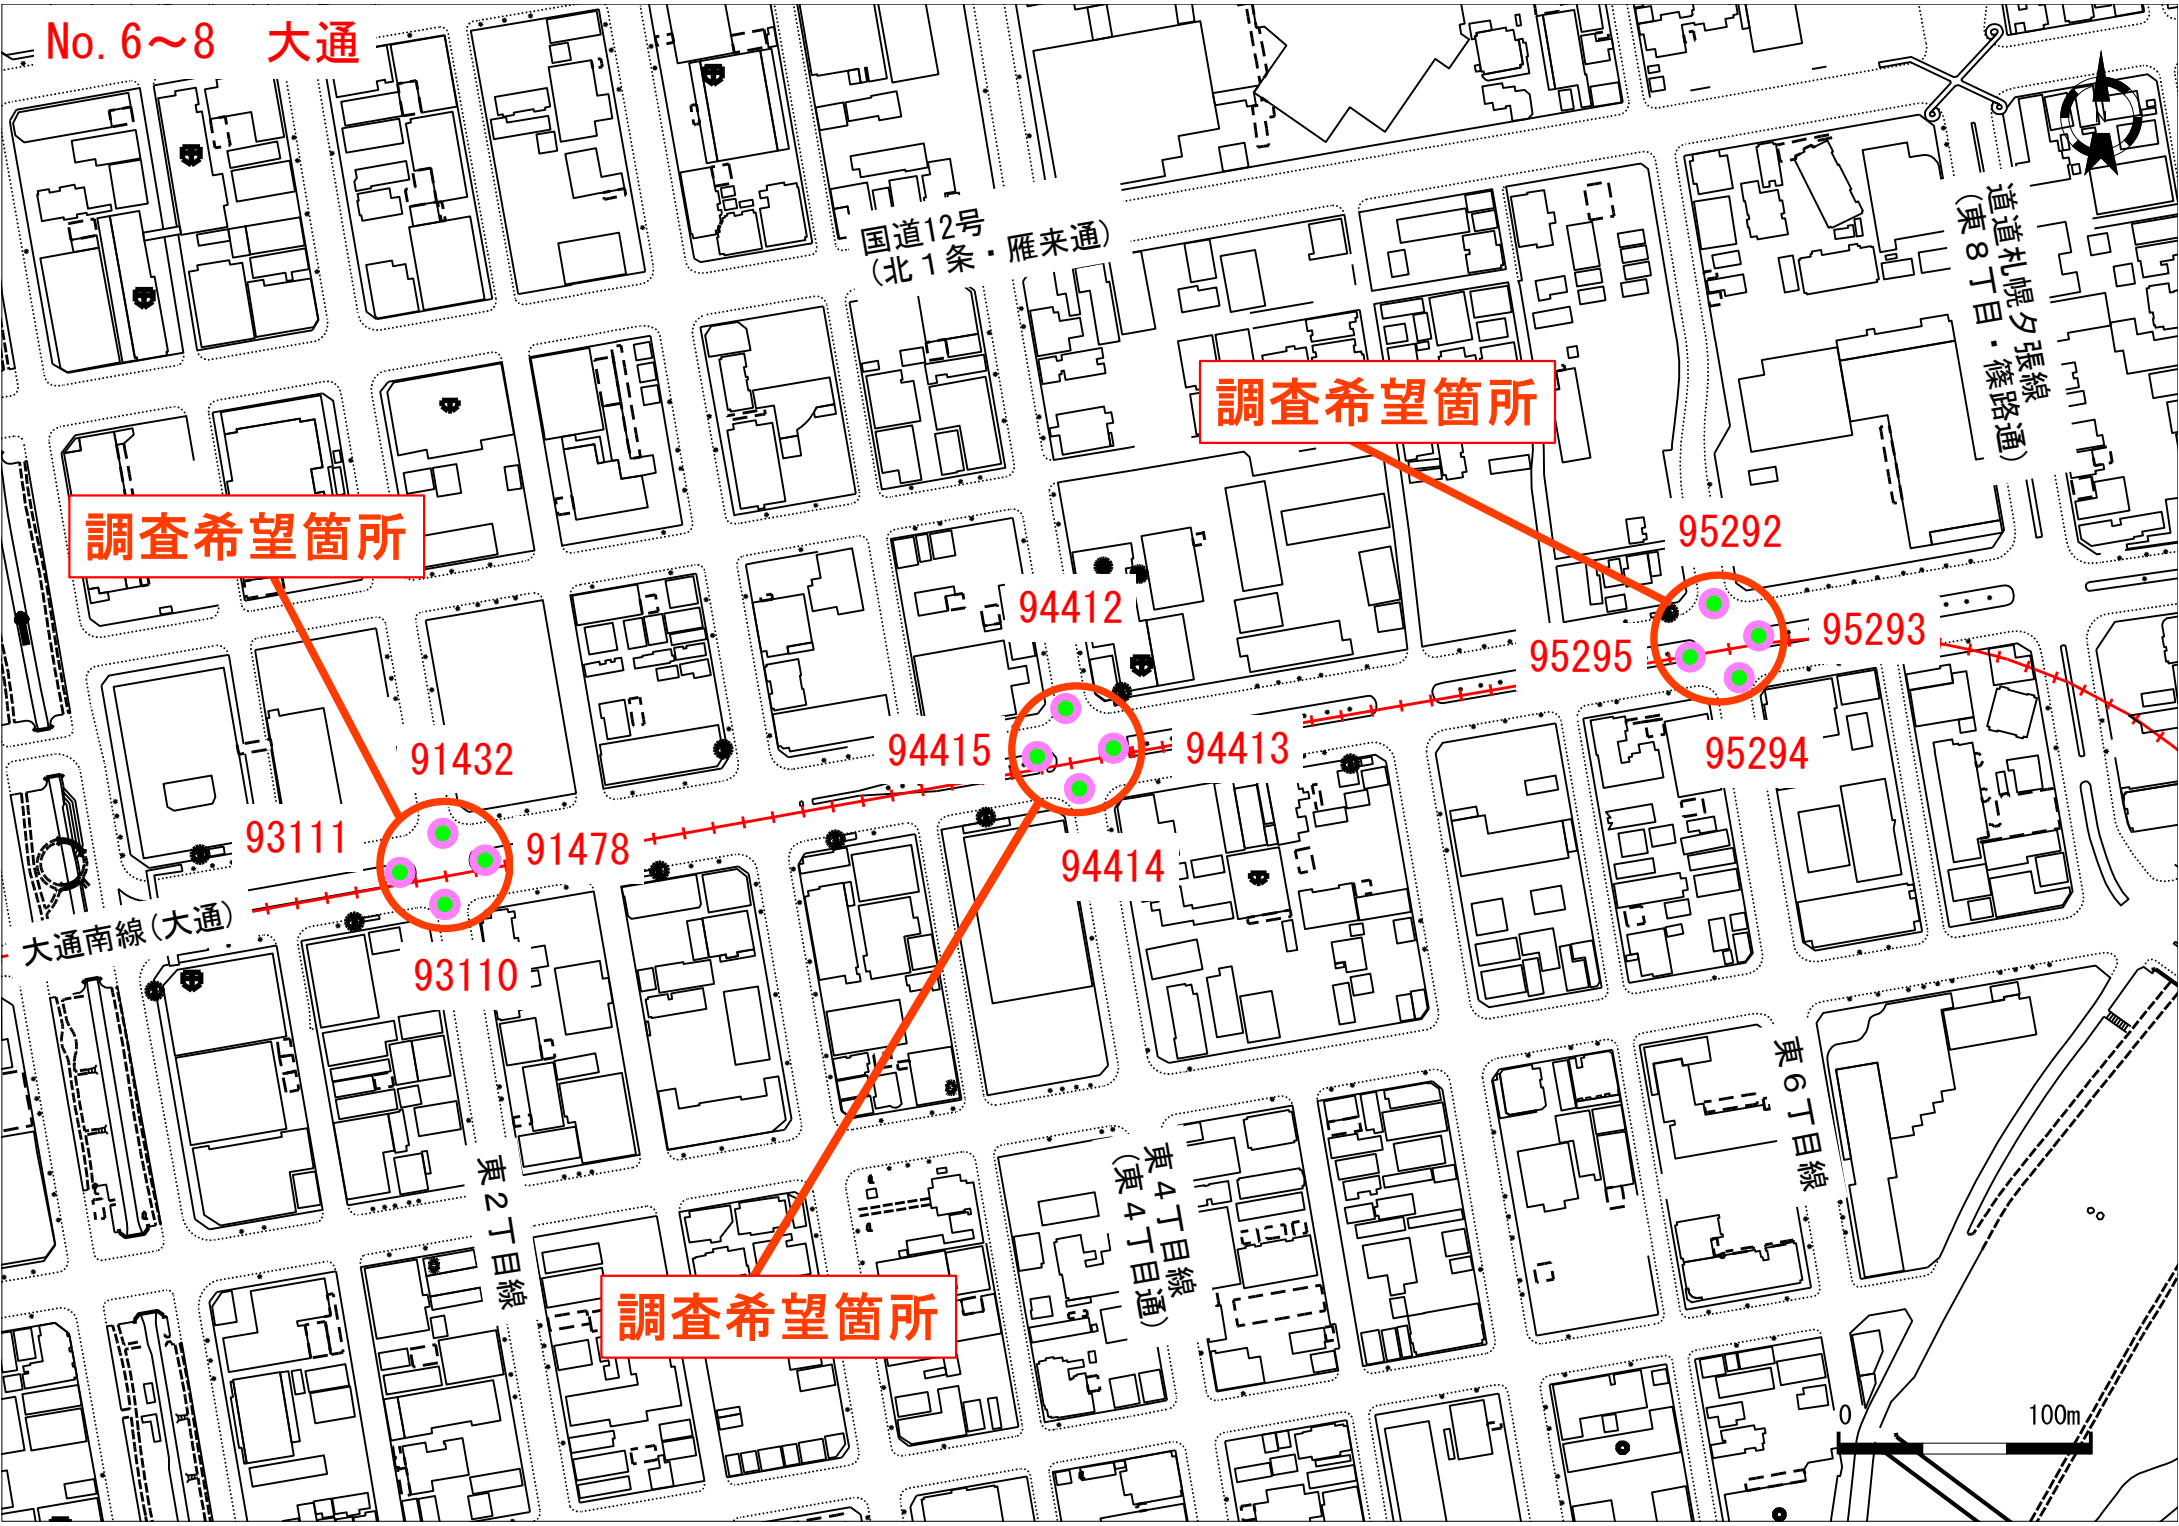 No.6～8　大通
国道12号
(北１条・雁来通)
道道札幌夕張線
(東８丁目・篠路通)
調査希望箇所
調査希望箇所
95292
94412
95293
95295
94415
94413
95294
91432
93111
91478
94414
大通南線(大通)
93110
東６丁目線
東２丁目線
東４丁目線
(東４丁目通)
調査希望箇所
0
100m
N